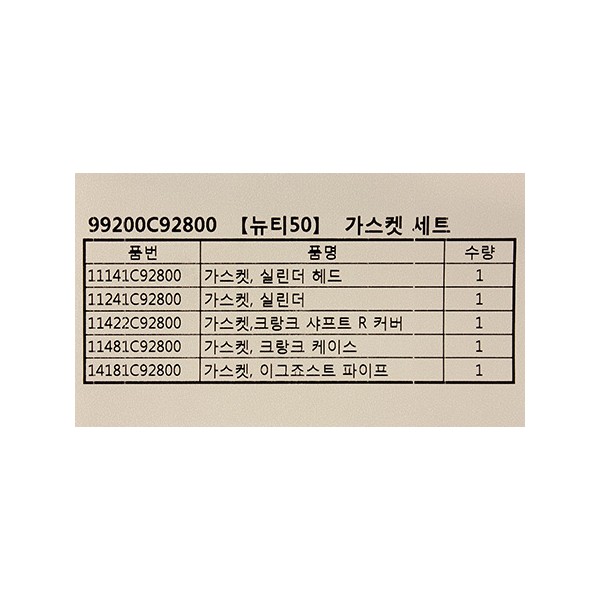 99200C92800 【뉴티50】 가스켓 세트
품번 품명 수량
11141C92800 가스켓, 실린더 헤드 1
11241C92800 가스켓, 실린더 1
11422C92800 가스켓,크랑크 샤프트 R 커버 1
11481C92800 가스켓, 크랑크 케이스 1
14181C92800 가스켓, 이그죠스트 파이프 1